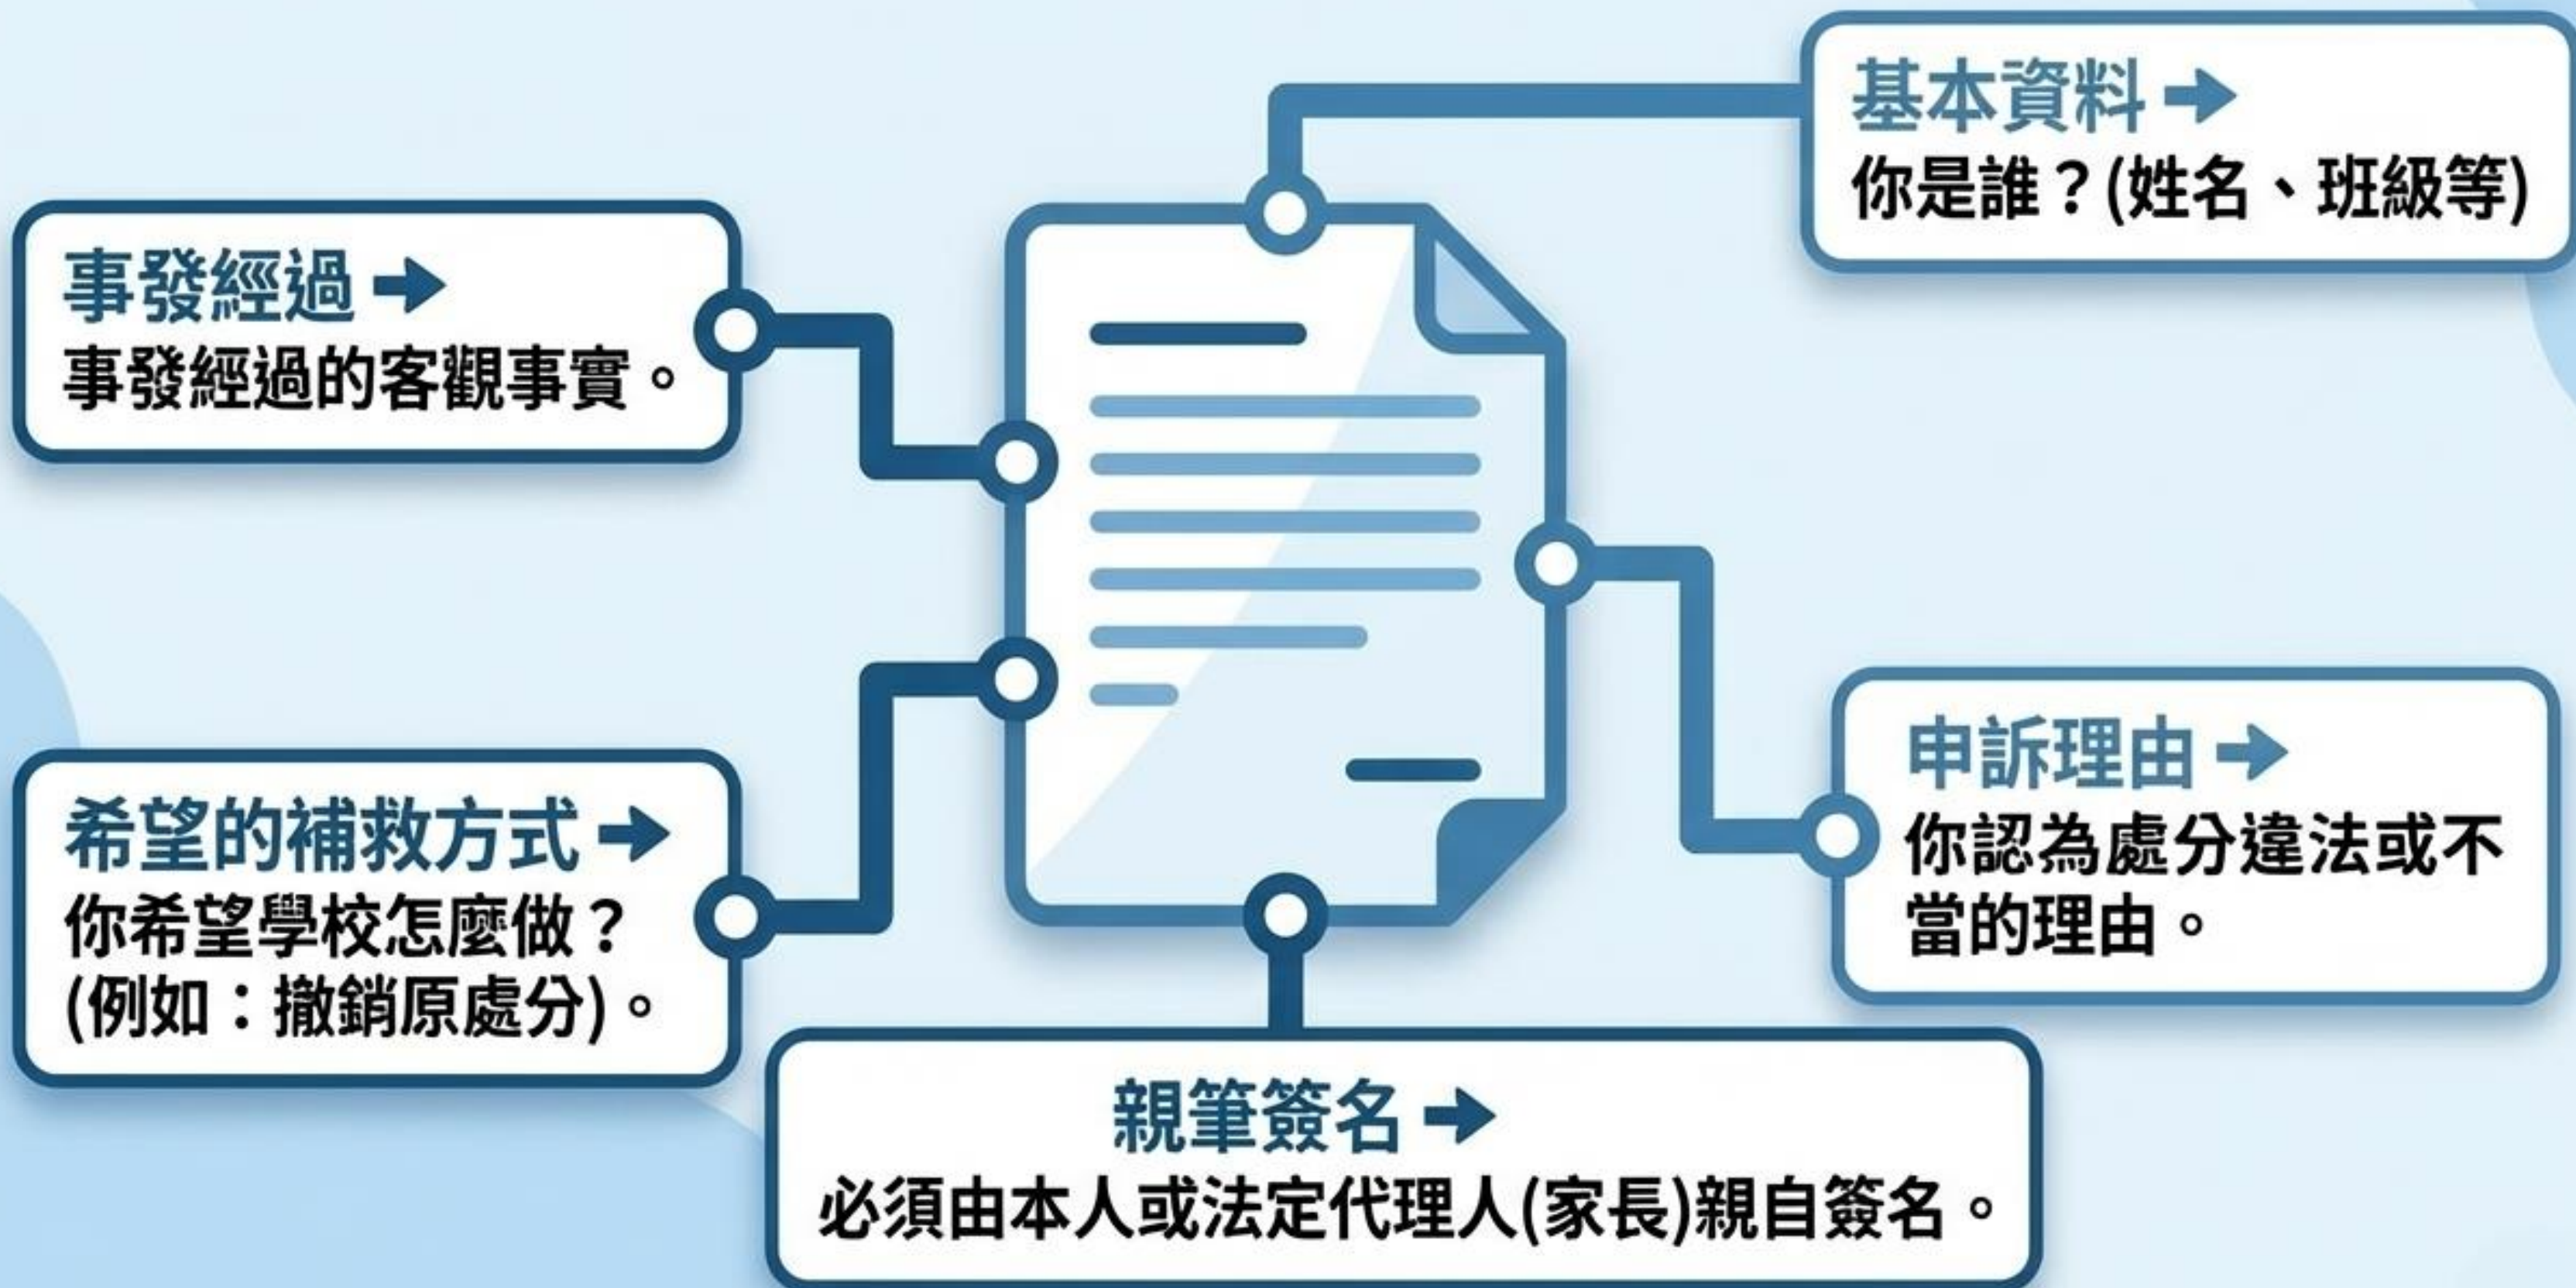 基本資料
你是誰？(姓名、班級等)
事發經過
事發經過的客觀事實。
申訴理由
你認為處分違法或不
當的理由。
希望的補救方式
你希望學校怎麼做？
(例如：撤銷原處分)。
親筆簽名
必須由本人或法定代理人(家長)親自簽名。